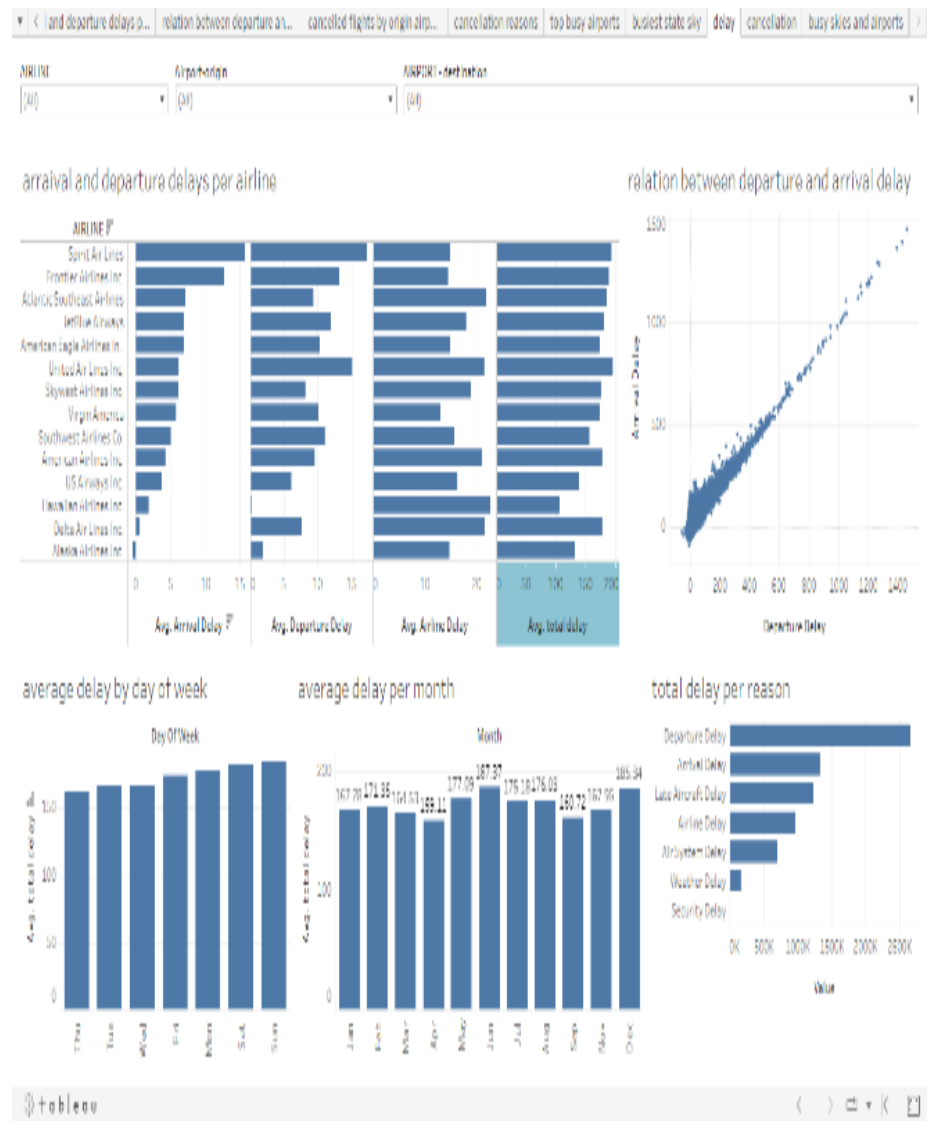 and departure delays p...
relation between departure an...
cancelled flights by origin airp...
cancellation reasons
top busy airports
busiest state sky
delay
cancellation
busy skies and airports
AIRLINE
Airport-origin
AIRPORT - destination
(All)
(All)
(All)
arraival and departure delays per airline
AIRLINE
Spirit Air Lines
Frontier Airlines Inc.
Atlantic Southeast Airlines
JetBlue Airways
American Eagle Airlines In..
United Air Lines Inc.
Skywest Airlines Inc.
Virgin America
Southwest Airlines Co.
American Airlines Inc.
US Airways Inc.
Hawaiian Airlines Inc.
Delta Air Lines Inc.
Alaska Airlines Inc.
0 5 10 15
0 5 10 15
0 10 20
0 50 100 150 200
Avg. Arrival Delay
Avg. Departure Delay
Avg. Airline Delay
Avg. total delay
relation between departure and arrival delay
1500
1000
500
0
Arrival Delay
0 200 400 600 800 1000 1200 1400
Departure Delay
average delay by day of week
Day Of Week
150
100
50
0
Avg. total delay
Thu
Tue
Wed
Fri
Mon
Sat
Sun
average delay per month
Month
200
100
0
Avg. total delay
167.28
171.35
159.11
177.09
187.37
176.03
160.72
185.34
Jan
Feb
Mar
Apr
May
Jun
Jul
Aug
Sep
Nov
Dec
total delay per reason
Departure Delay
Arrival Delay
Late Aircraft Delay
Airline Delay
Air System Delay
Weather Delay
Security Delay
0K 500K 1000K 1500K 2000K 2500K
Value
tableau